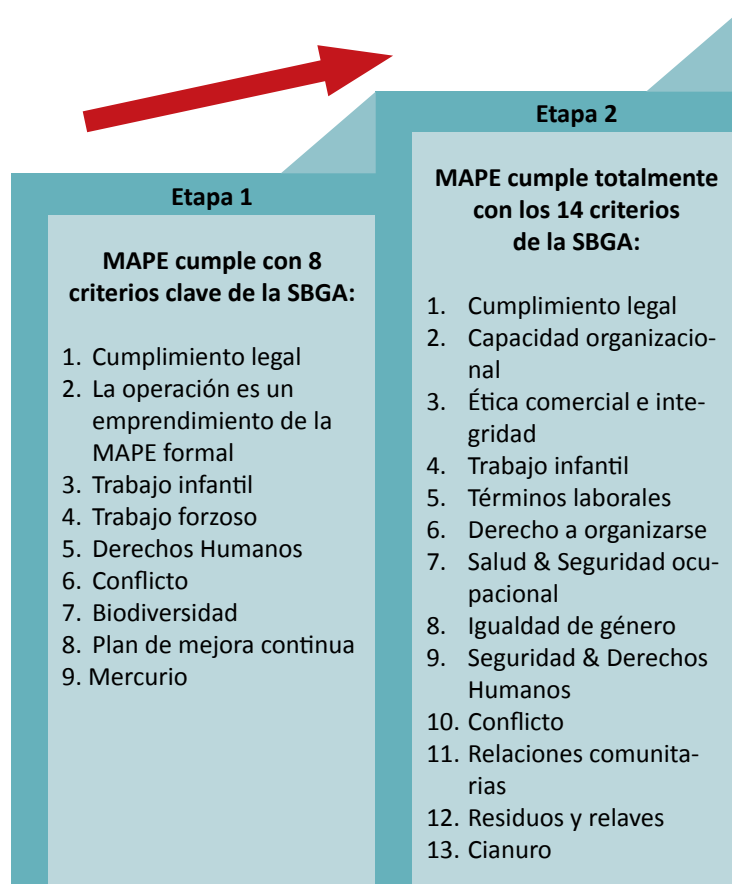 Etapa 1
MAPE cumple con 8
criterios clave de la SBGA:
1. Cumplimiento legal
2. La operación es un
emprendimiento de la
MAPE formal
3. Trabajo infantil
4. Trabajo forzoso
5. Derechos Humanos
6. Conflicto
7. Biodiversidad
8. Plan de mejora continua
9. Mercurio
Etapa 2
MAPE cumple totalmente
con los 14 criterios
de la SBGA:
1. Cumplimiento legal
2. Capacidad organizacio-
nal
3. Ética comercial e inte-
gridad
4. Trabajo infantil
5. Términos laborales
6. Derecho a organizarse
7. Salud & Seguridad ocu-
pacional
8. Igualdad de género
9. Seguridad & Derechos
Humanos
10. Conflicto
11. Relaciones comunita-
rias
12. Residuos y relaves
13. Cianuro